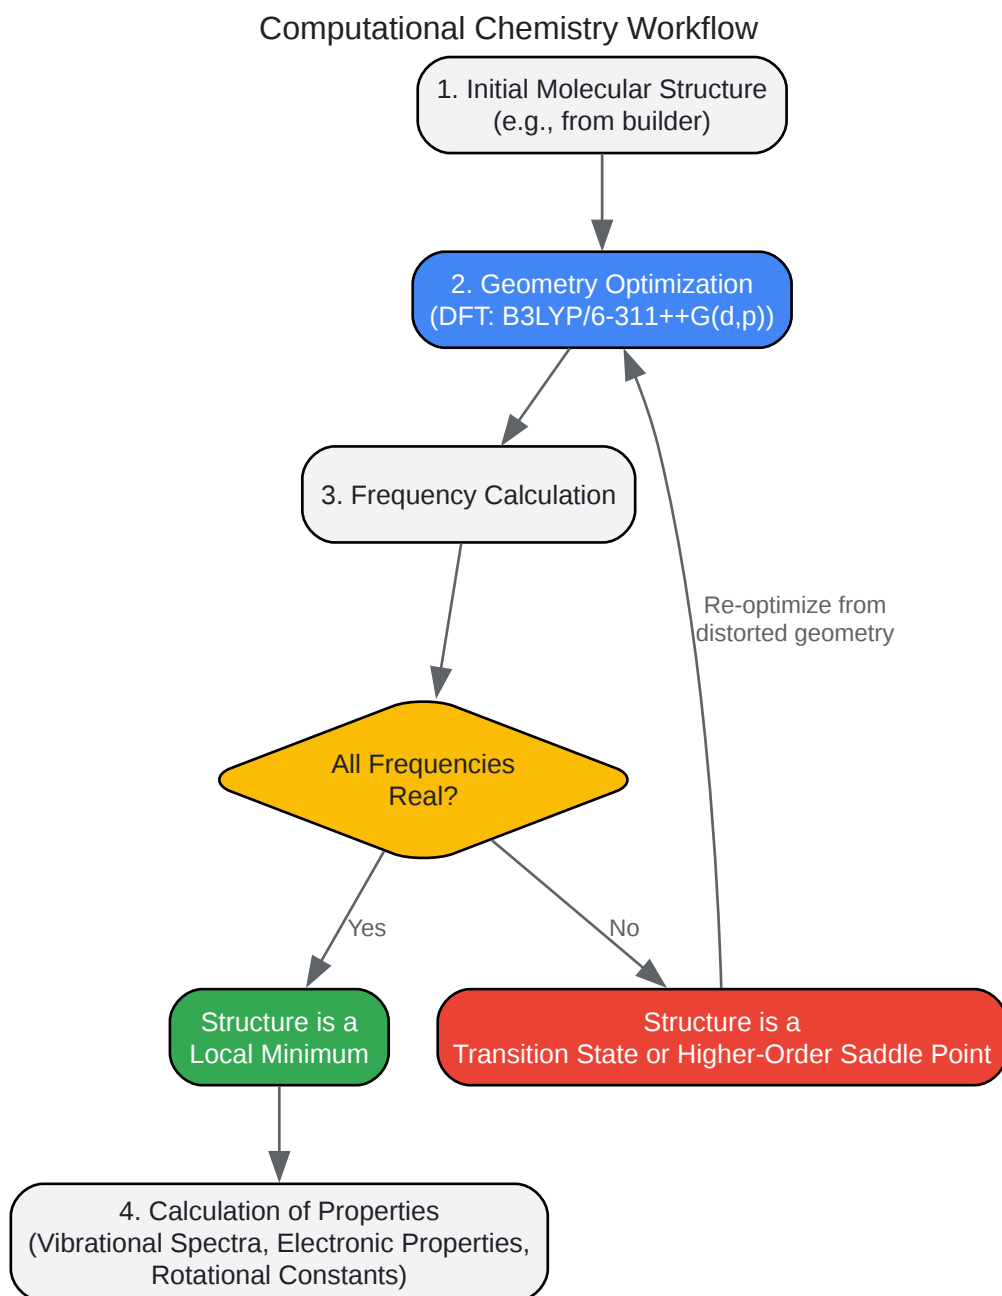 Computational Chemistry Workflow
1. Initial Molecular Structure
(e.g., from builder)
2. Geometry Optimization
(DFT: B3LYP/6-311++G(d,p))
3. Frequency Calculation
Re-optimize from
distorted geometry
All Frequencies
Real?
Yes
No
Structure is a
Local Minimum
Structure is a
Transition State or Higher-Order Saddle Point
4. Calculation of Properties
(Vibrational Spectra, Electronic Properties,
Rotational Constants)